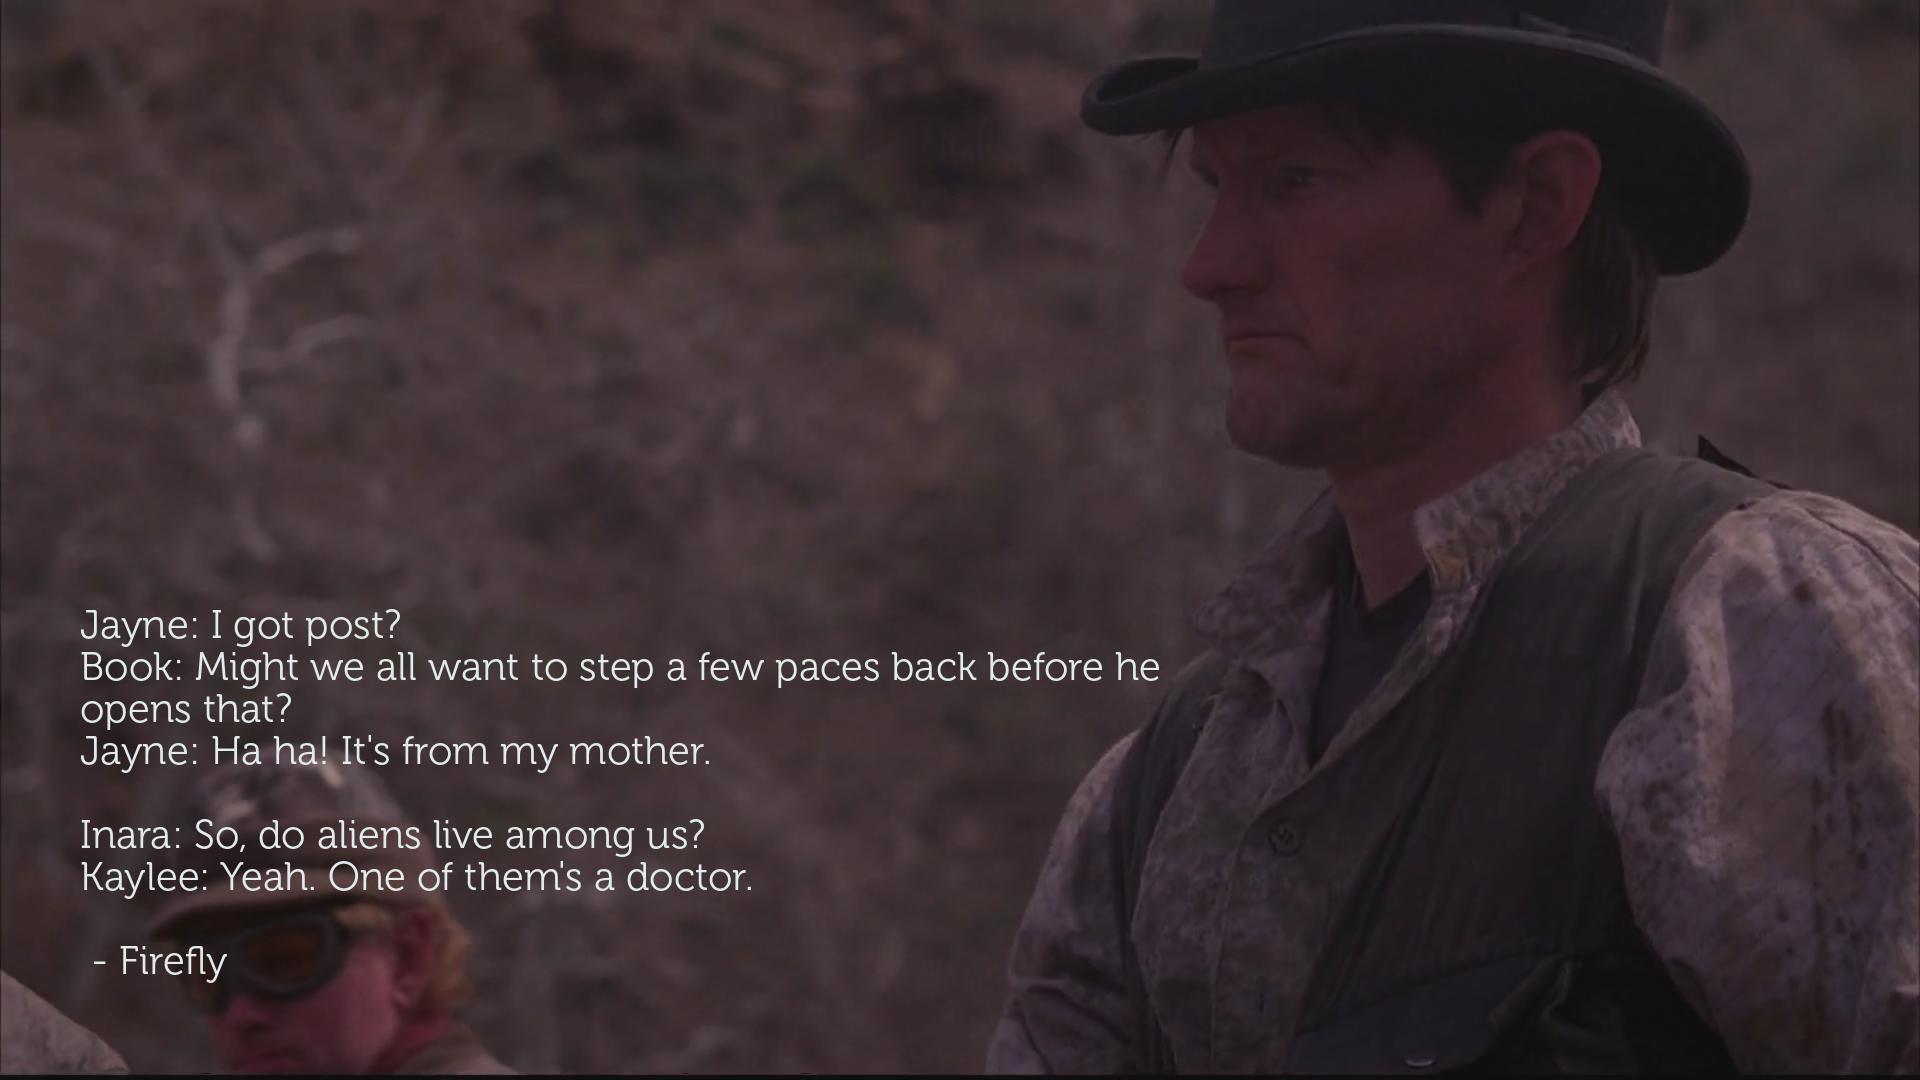 Jayne: I got post?
Book: Might we all want to step a few paces back before he
opens that?
Jayne: Ha ha! It's from my mother.
Inara: So, do aliens live among us?
Kaylee: Yeah. One of them's a doctor.
- Firefly